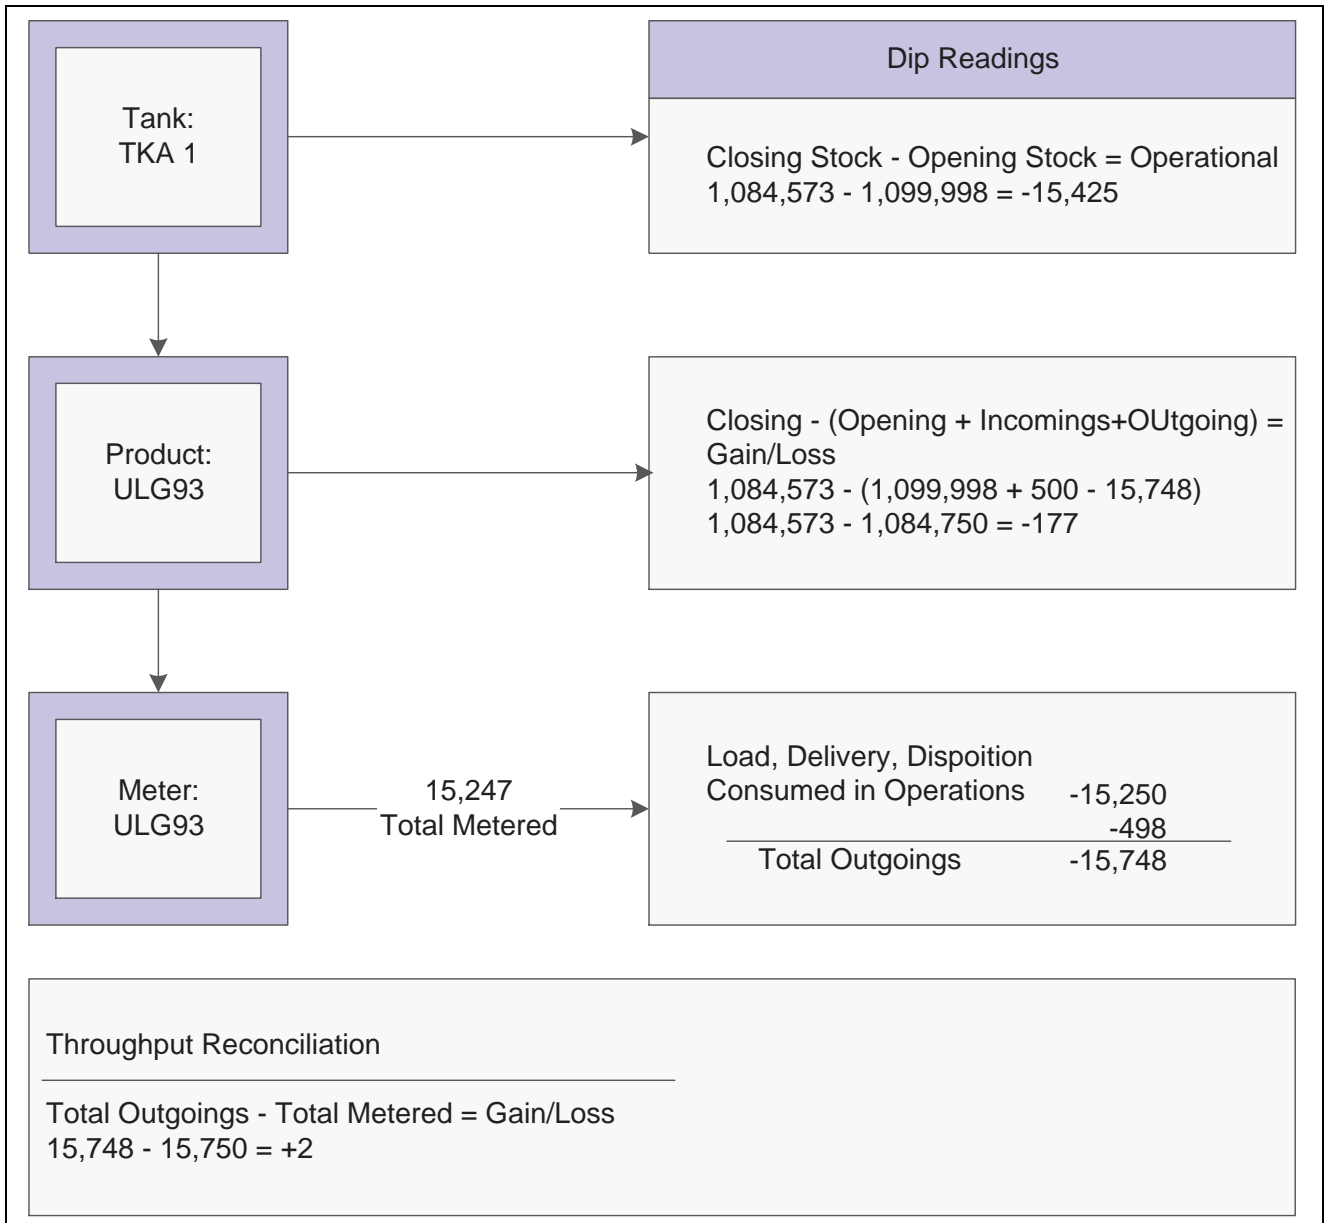 Tank:
TKA 1
Dip Readings
Closing Stock - Opening Stock = Operational
1,084,573 - 1,099,998 = -15,425
Product:
ULG93
Closing - (Opening + Incomings+OUtgoing) =
Gain/Loss
1,084,573 - (1,099,998 + 500 - 15,748)
1,084,573 - 1,084,750 = -177
Meter:
ULG93
15,247
Total Metered
Load, Delivery, Dispoition
Consumed in Operations -15,250
-498
Total Outgoings -15,748
Throughput Reconciliation
Total Outgoings - Total Metered = Gain/Loss
15,748 - 15,750 = +2